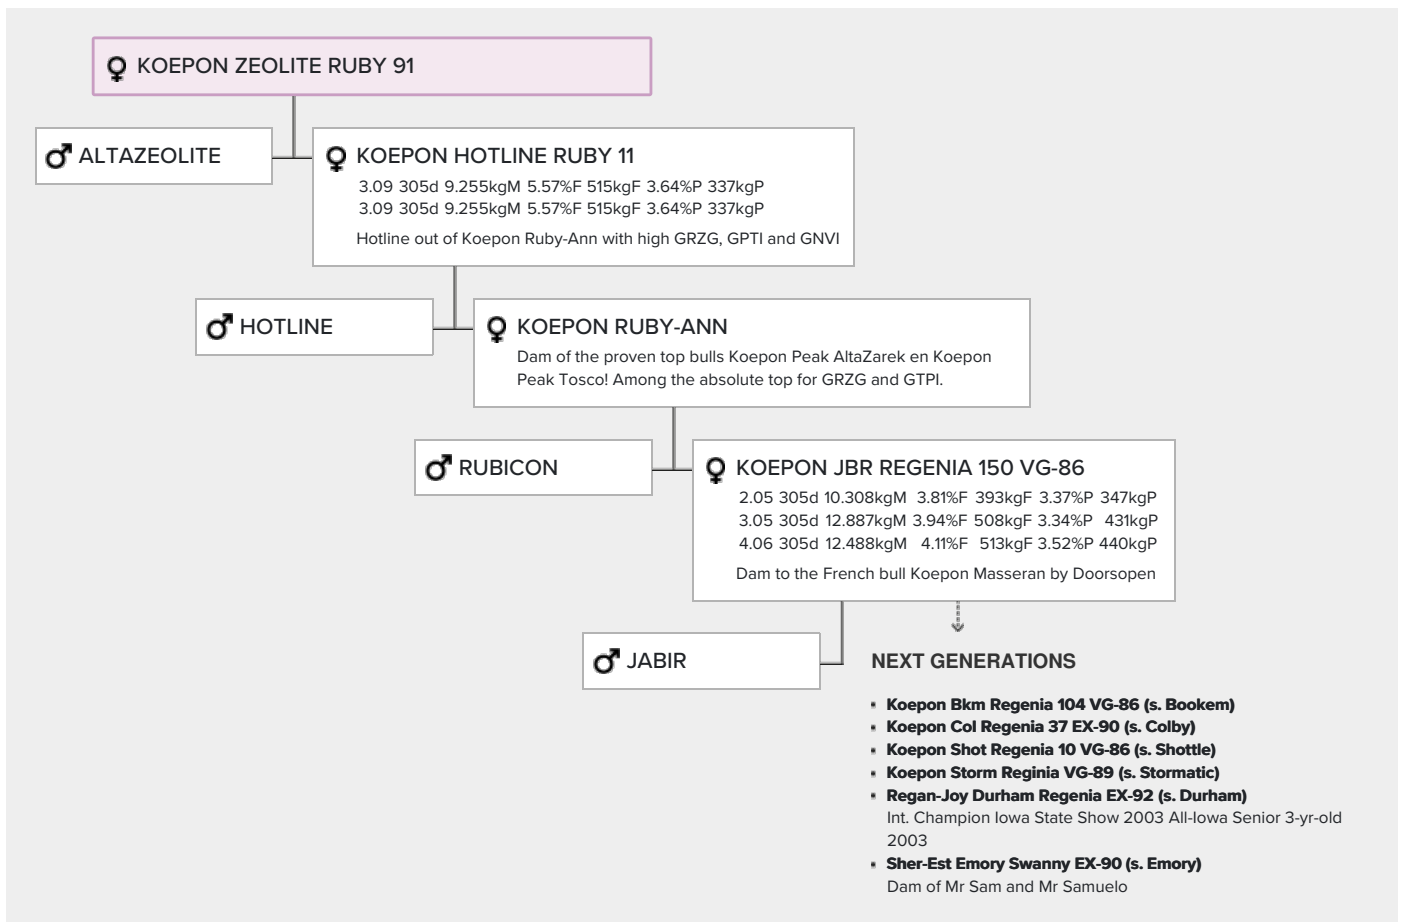 KOEPON ZEOLITE RUBY 91
ALTAZEOLITE
KOEPON HOTLINE RUBY 11
3.09 305d 9.255kgM 5.57%F 515kgF 3.64%P 337kgP
3.09 305d 9.255kgM 5.57%F 515kgF 3.64%P 337kgP
Hotline out of Koepon Ruby-Ann with high GRZG, GPTI and GNVI
HOTLINE
KOEPON RUBY-ANN
Dam of the proven top bulls Koepon Peak AltaZarek en Koepon
Peak Tosco! Among the absolute top for GRZG and GTPI.
RUBICON
KOEPON JBR REGENIA 150 VG-86
2.05 305d 10.308kgM 3.81%F 393kgF 3.37%P 347kgP
3.05 305d 12.887kgM 3.94%F 508kgF 3.34%P 431kgP
4.06 305d 12.488kgM 4.11%F 513kgF 3.52%P 440kgP
Dam to the French bull Koepon Masseran by Doorsopen
JABIR
NEXT GENERATIONS
Koepon Bkm Regenia 104 VG-86 (s. Bookem)
Koepon Col Regenia 37 EX-90 (s. Colby)
Koepon Shot Regenia 10 VG-86 (s. Shottle)
Koepon Storm Reginia VG-89 (s. Stormatic)
Regan-Joy Durham Regenia EX-92 (s. Durham)
Int. Champion Iowa State Show 2003 All-Iowa Senior 3-yr-old
2003
Sher-Est Emory Swanny EX-90 (s. Emory)
Dam of Mr Sam and Mr Samuelo